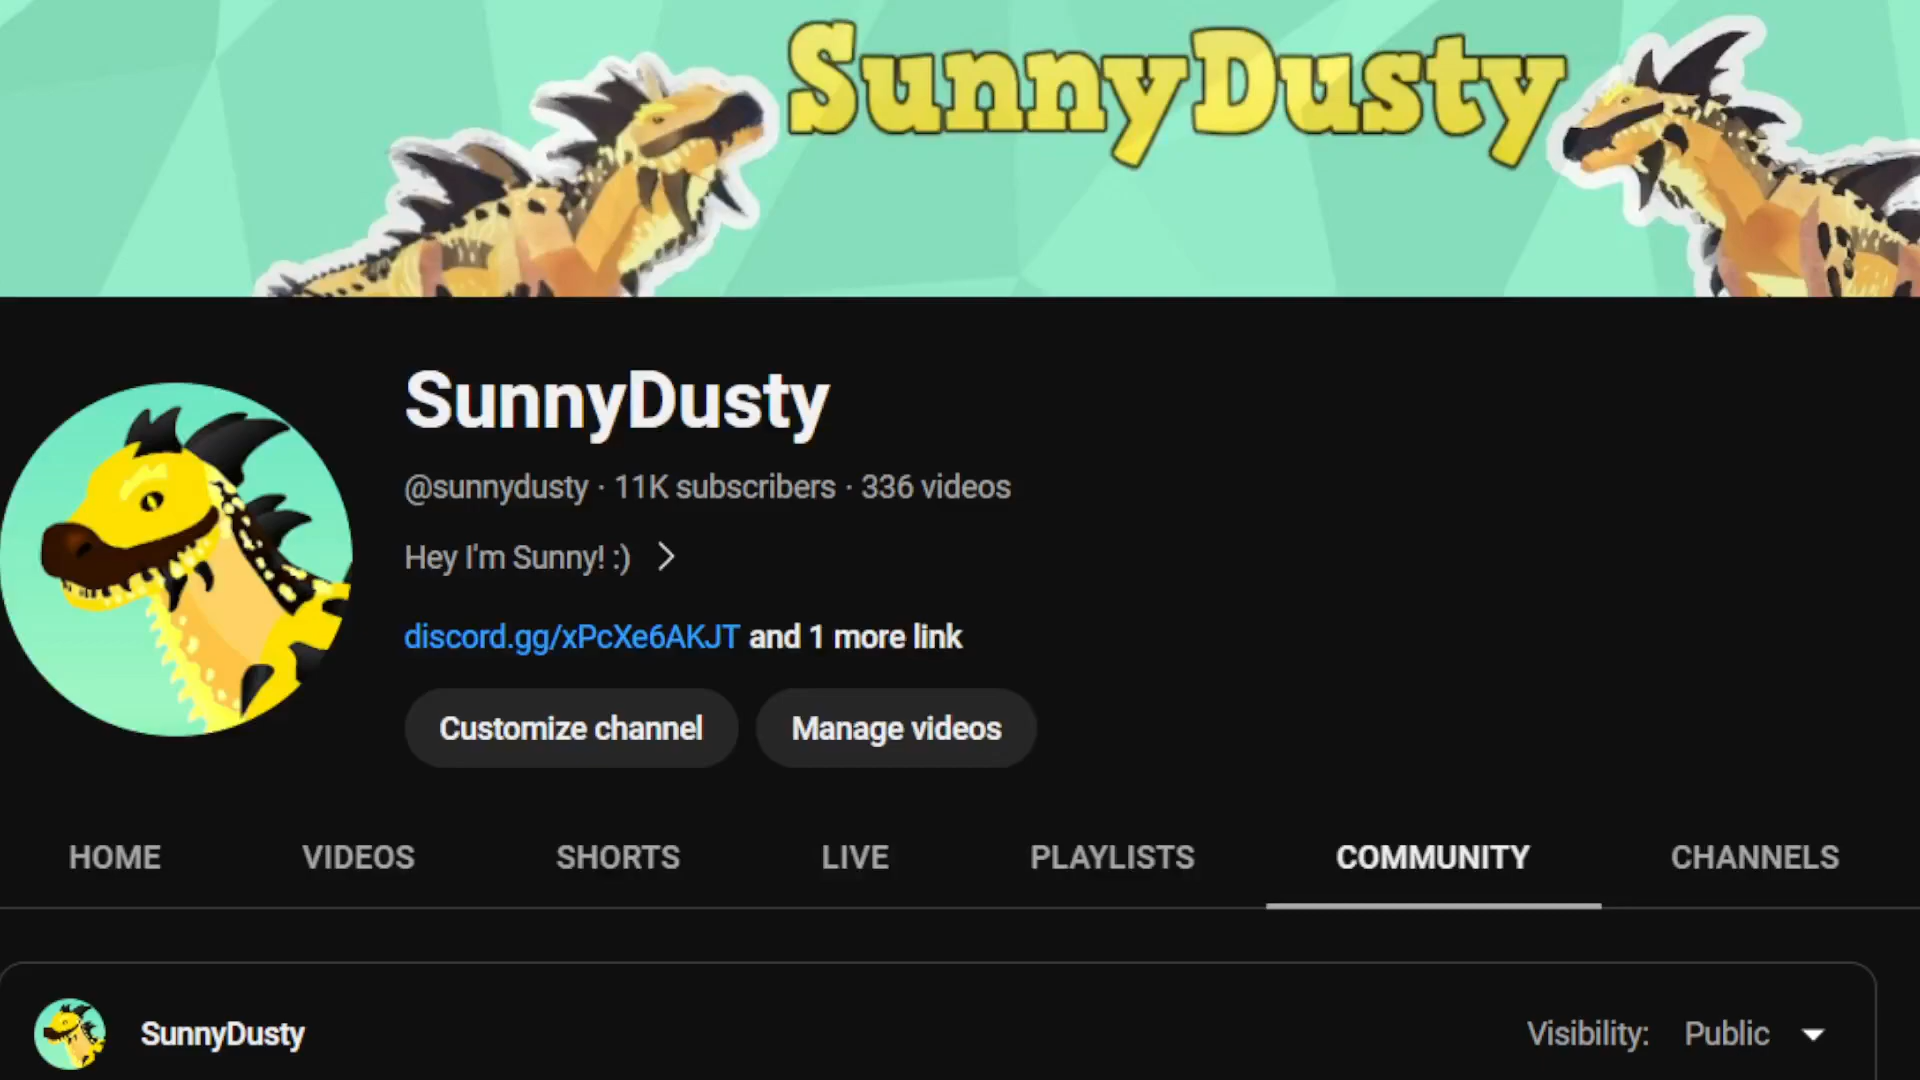 SunnyDusty
SunnyDusty
@sunnydusty · 11K subscribers · 336 videos
Hey I'm Sunny! :)
discord.gg/xPcXe6AKJT and 1 more link
Customize channel Manage videos
HOME VIDEOS SHORTS LIVE PLAYLISTS COMMUNITY CHANNELS
SunnyDusty Visibility: Public